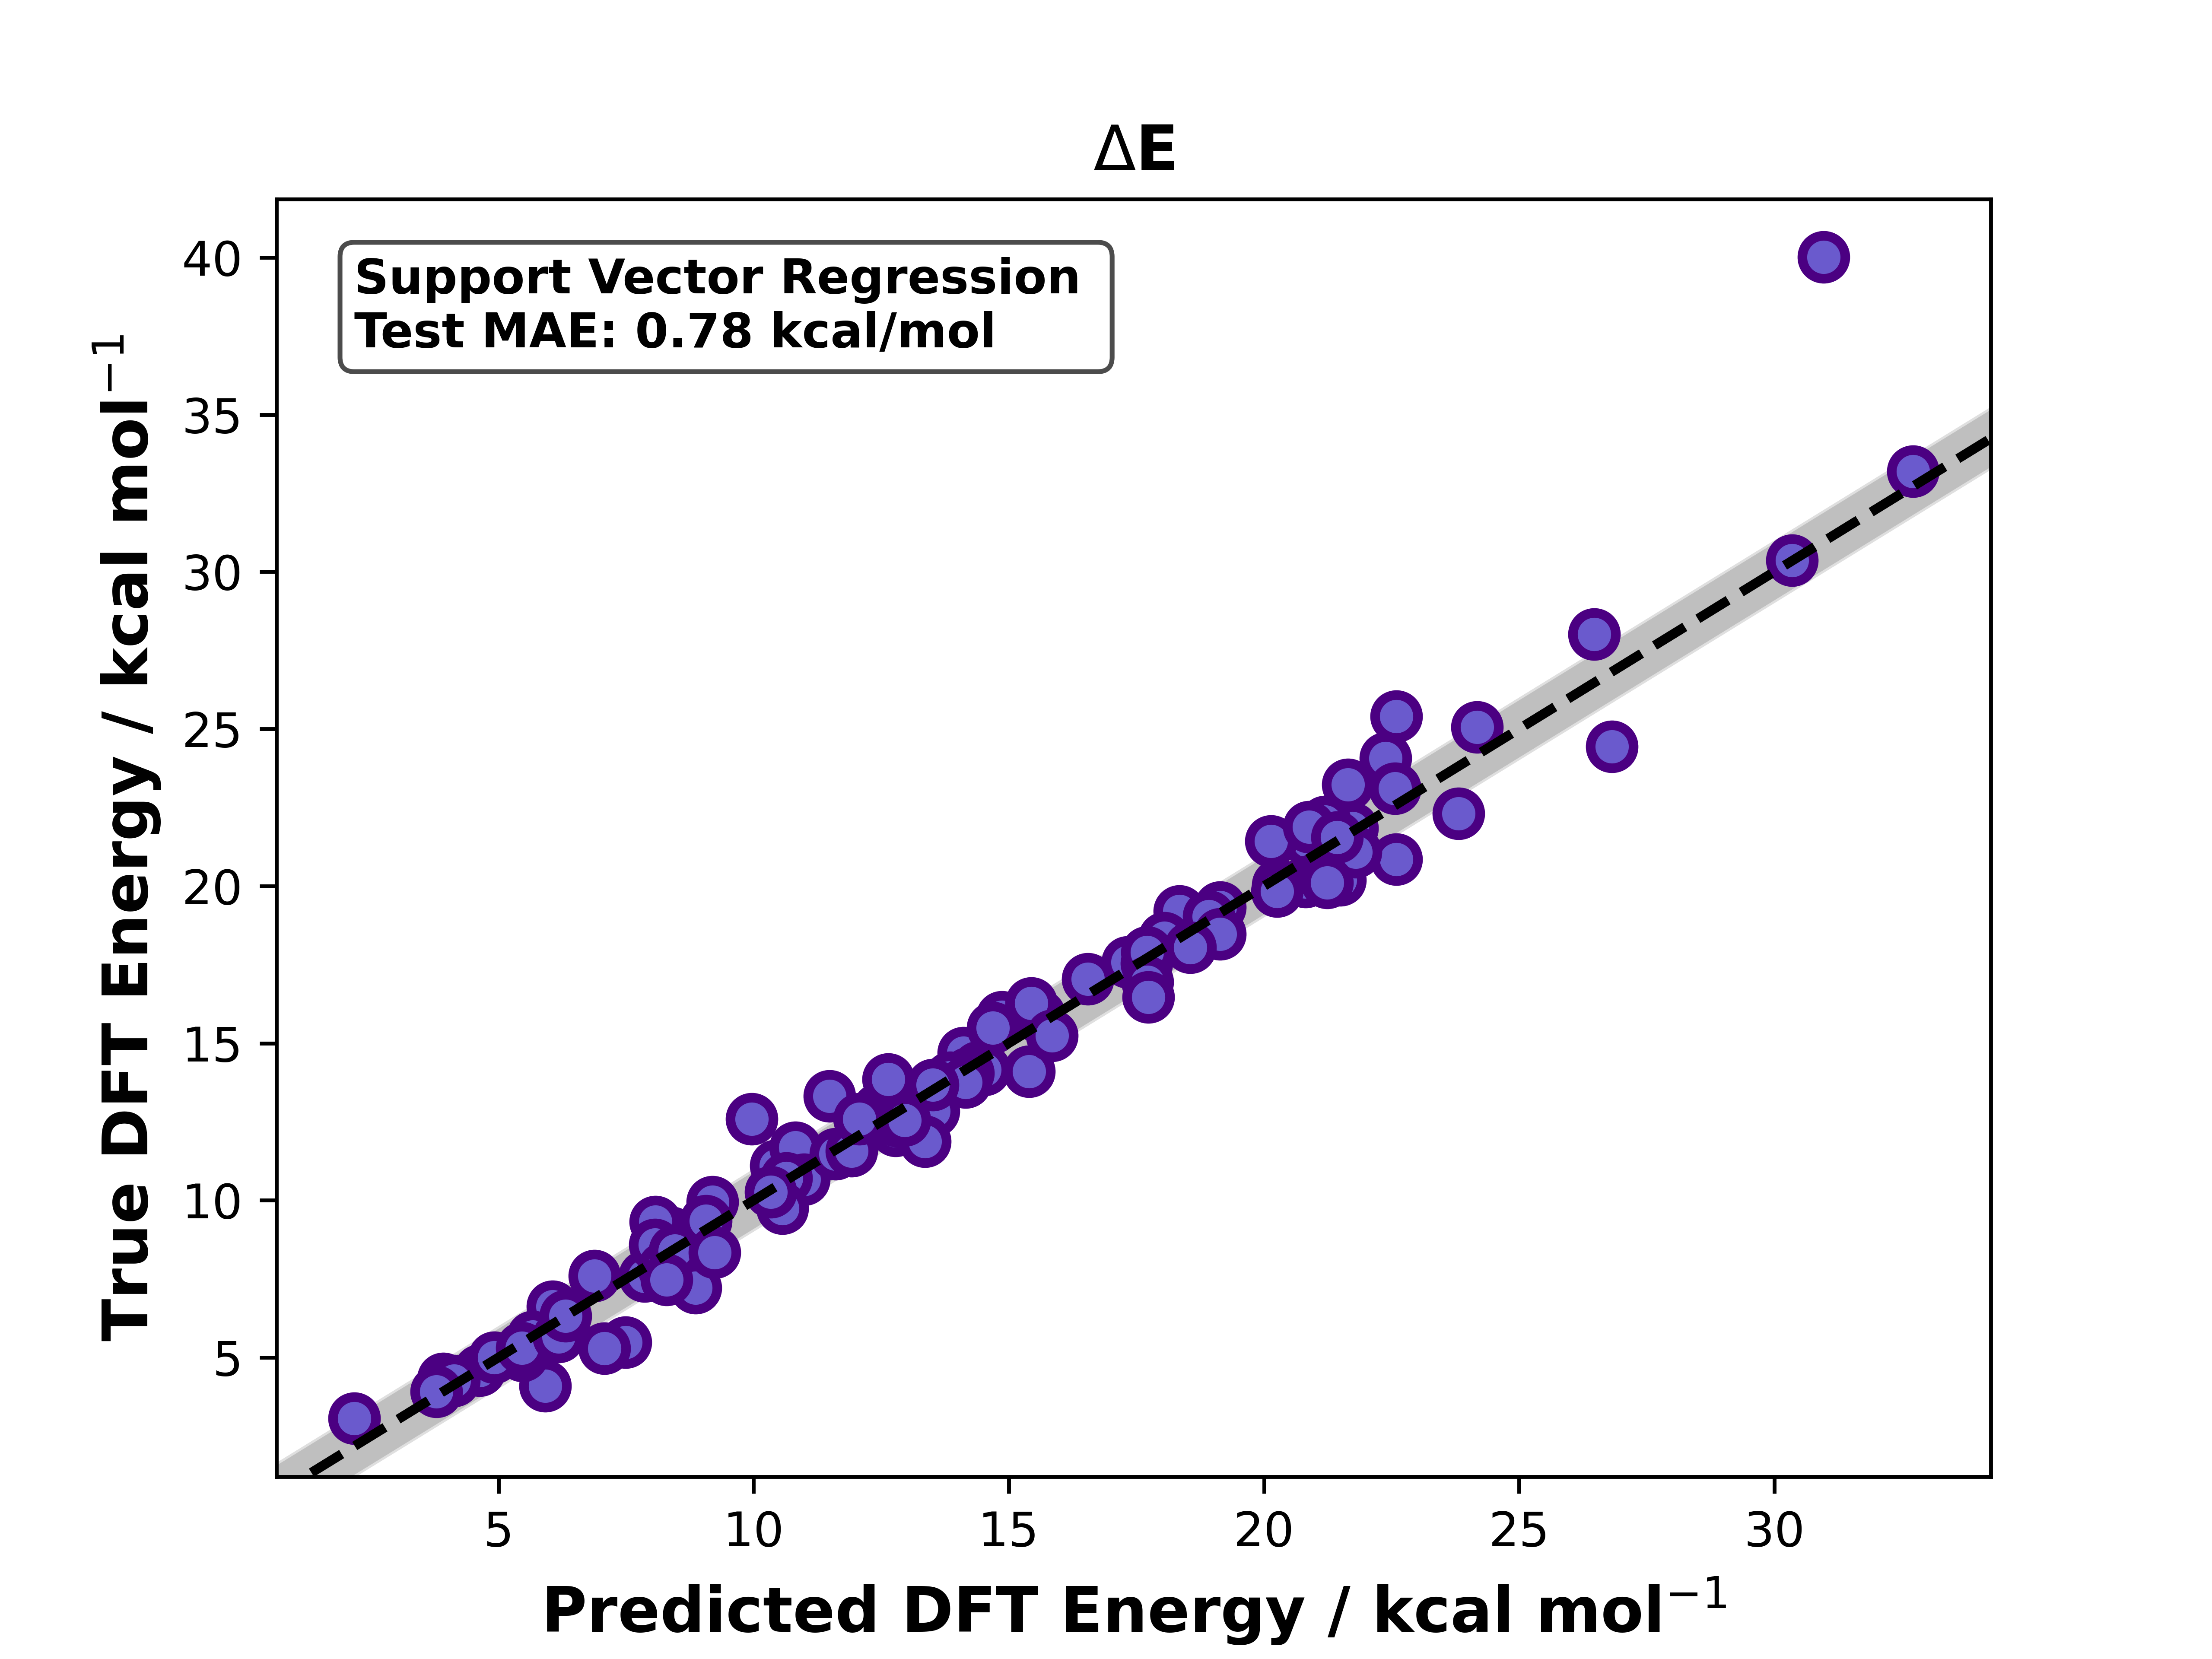 ΔE
Support Vector Regression
Test MAE: 0.78 kcal/mol
True DFT Energy / kcal mol⁻¹
40
35
30
25
20
15
10
5
5 10 15 20 25 30
Predicted DFT Energy / kcal mol⁻¹